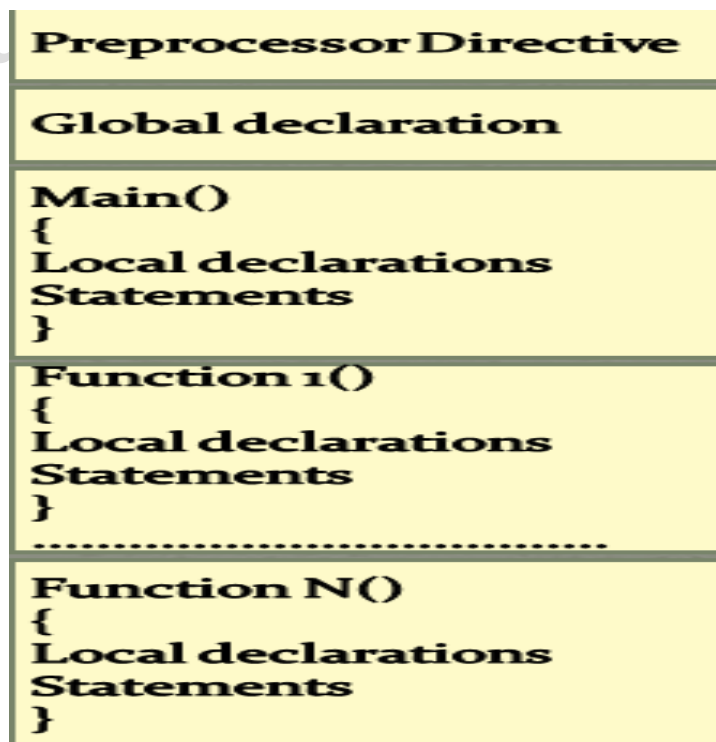 Preprocessor Directive
Global declaration
Main()
{
Local declarations
Statements
}
Function 1()
{
Local declarations
Statements
}
....................................
Function N()
{
Local declarations
Statements
}